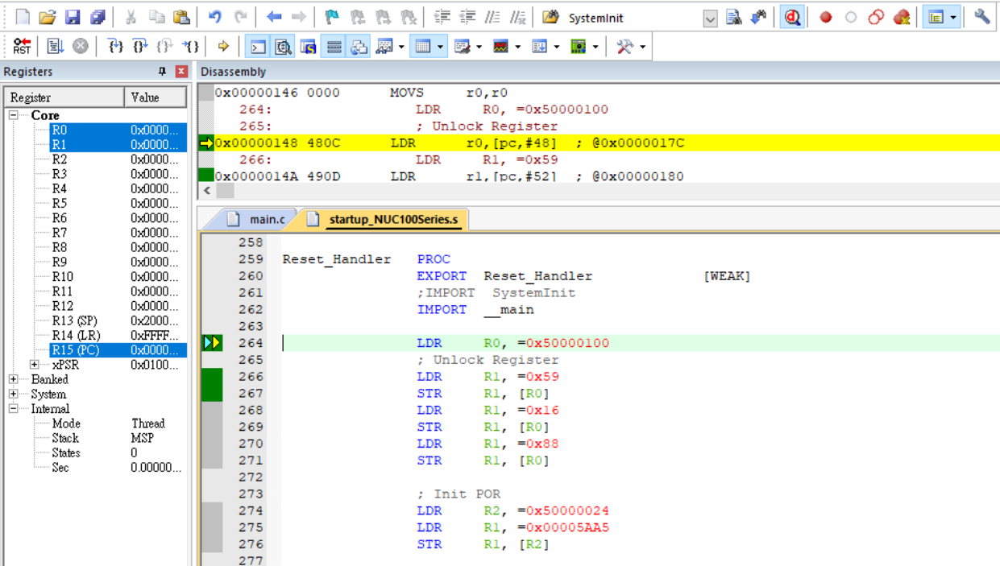 SystemInit
RST
Registers
Register Value
Core
R0 0x0000...
R1 0x0000...
R2 0x0000...
R3 0x0000...
R4 0x0000...
R5 0x0000...
R6 0x0000...
R7 0x0000...
R8 0x0000...
R9 0x0000...
R10 0x0000...
R11 0x0000...
R12 0x0000...
R13 (SP) 0x2000...
R14 (LR) 0xFFFF...
R15 (PC) 0x0000...
xPSR 0x0100...
Banked
System
Internal
Mode Thread
Stack MSP
States 0
Sec 0.00000...
Disassembly
0x00000146 0000 MOVS r0,r0
264: LDR R0, =0x50000100
265: ; Unlock Register
0x00000148 480C LDR r0,[pc,#48] ; @0x0000017C
266: LDR R1, =0x59
0x0000014A 490D LDR r1,[pc,#52] ; @0x00000180
main.c startup_NUC100Series.s
258
259 Reset_Handler PROC
260 EXPORT Reset_Handler [WEAK]
261 ;IMPORT SystemInit
262 IMPORT __main
263
264 LDR R0, =0x50000100
265 ; Unlock Register
266 LDR R1, =0x59
267 STR R1, [R0]
268 LDR R1, =0x16
269 STR R1, [R0]
270 LDR R1, =0x88
271 STR R1, [R0]
272
273 ; Init POR
274 LDR R2, =0x50000024
275 LDR R1, =0x00005AA5
276 STR R1, [R2]
277